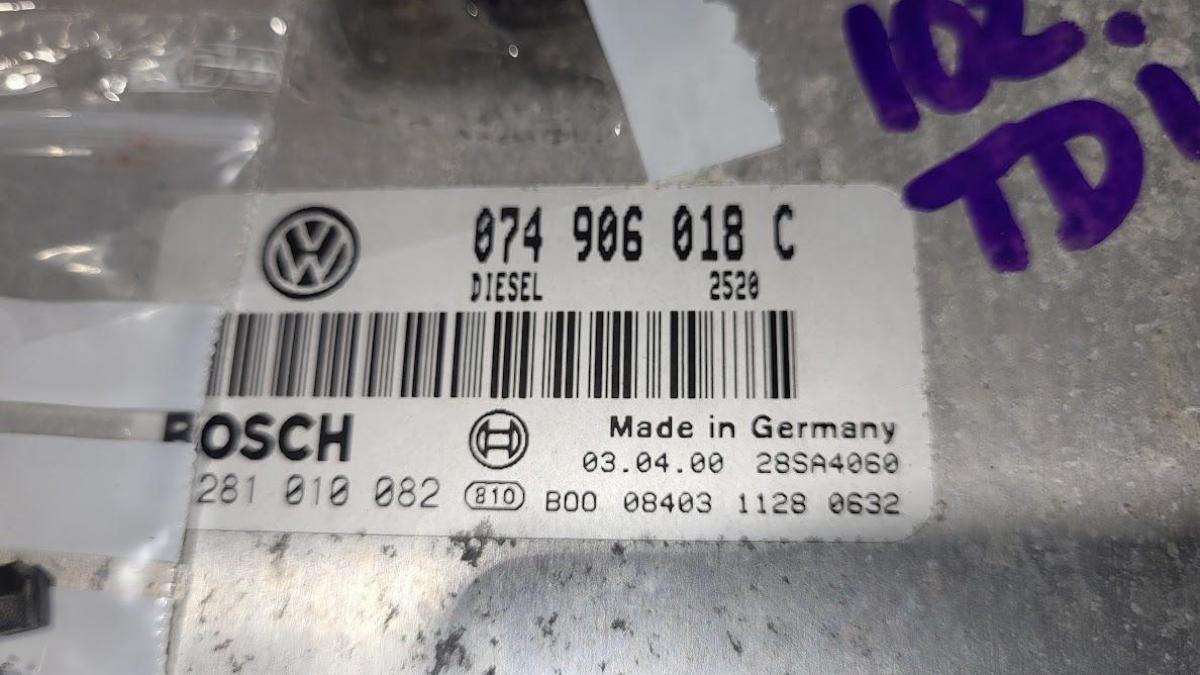 102.
TDI
074 906 018 C
DIESEL 2520
BOSCH
Made in Germany
03.04.00 28SA4060
281 010 082 810 B00 08403 1128 0632